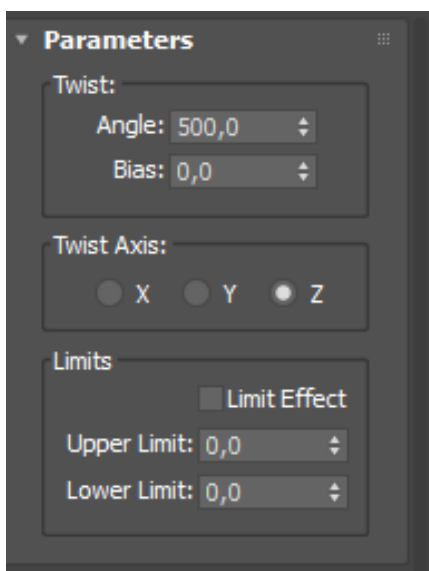 Parameters
Twist:
Angle: 500,0
Bias: 0,0
Twist Axis:
X Y Z
Limits
Limit Effect
Upper Limit: 0,0
Lower Limit: 0,0